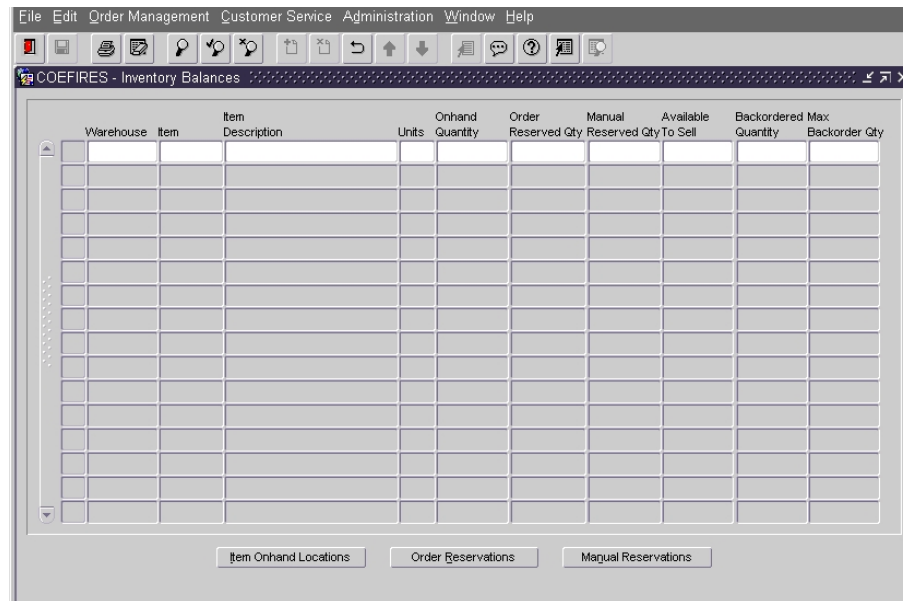 File Edit Order Management Customer Service Administration Window Help
COEFIRES - Inventory Balances
Item Onhand Order Manual Available Backordered Max
Warehouse Item Description Units Quantity Reserved Qty Reserved Qty To Sell Quantity Backorder Qty
Item Onhand Locations Order Reservations Manual Reservations